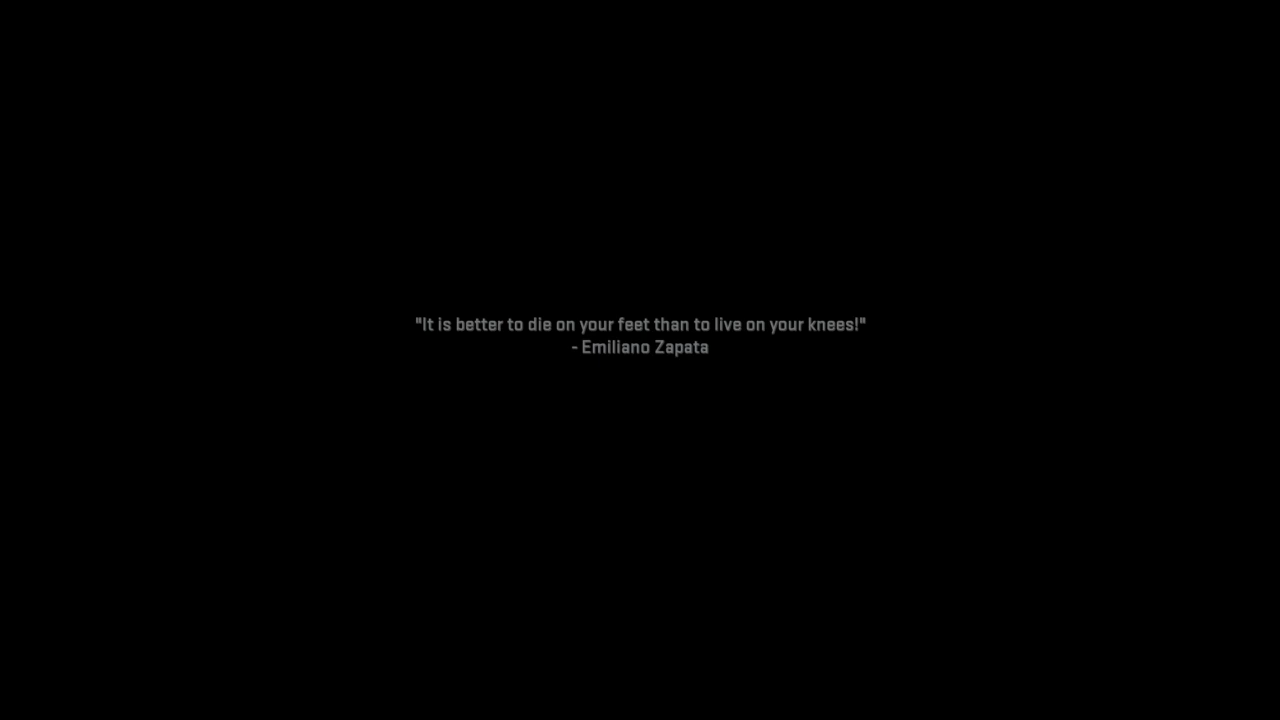 "It is better to die on your feet than to live on your knees!"
- Emiliano Zapata